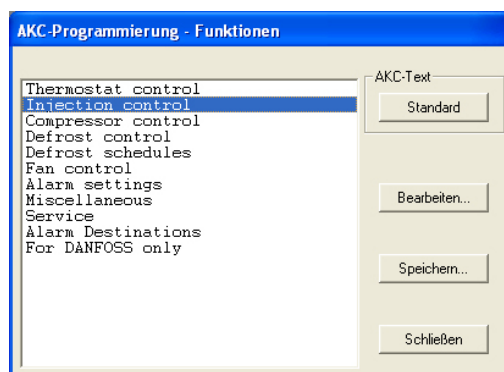 AKC-Programmierung - Funktionen
Thermostat control
Injection control
Compressor control
Defrost control
Defrost schedules
Fan control
Alarm settings
Miscellaneous
Service
Alarm Destinations
For DANFOSS only
AKC-Text
Standard
Bearbeiten...
Speichern...
Schließen